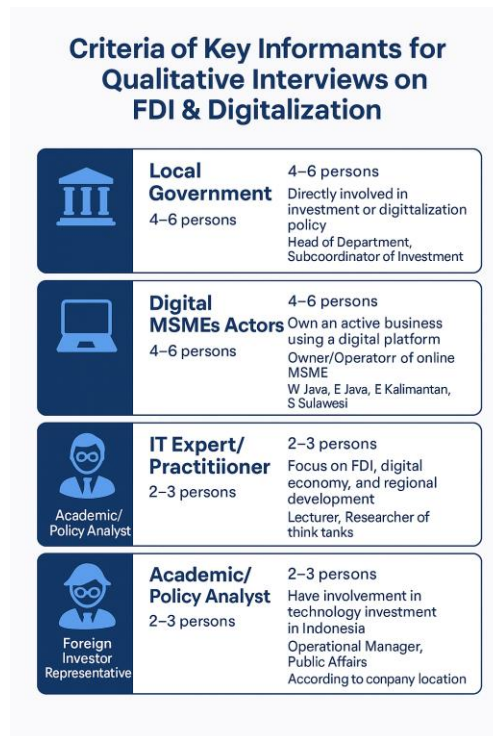 Criteria of Key Informants for
Qualitative Interviews on
FDI & Digitalization
Local
Government
4–6 persons
4–6 persons
Directly involved in
investment or digittalization
policy
Head of Department,
Subcoordinator of Investment
Digital
MSMEs Actors
4–6 persons
4–6 persons
Own an active business
using a digital platform
Owner/Operatorr of online
MSME
W Java, E Java, E Kalimantan,
S Sulawesi
Academic/
Policy Analyst
IT Expert/
Practitiioner
2–3 persons
2–3 persons
Focus on FDI, digital
economy, and regional
development
Lecturer, Researcher of
think tanks
Foreign
Investor
Representative
Academic/
Policy Analyst
2–3 persons
2–3 persons
Have involvement in
technology investment
in Indonesia
Operational Manager,
Public Affairs
According to conpany location